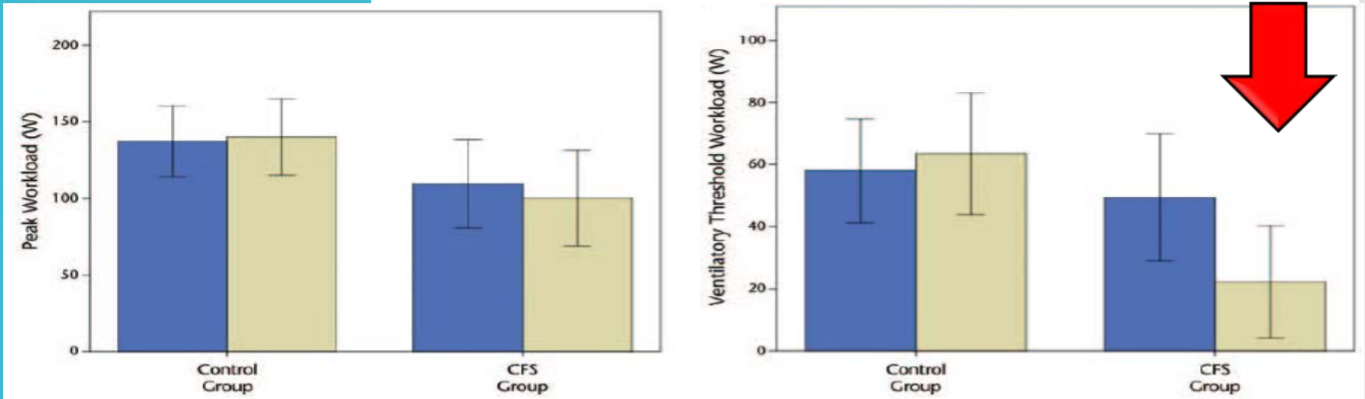 Peak Workload (W)
200
150
100
50
0
Control
Group
CFS
Group
Ventilatory Threshold Workload (W)
100
80
60
40
20
0
Control
Group
CFS
Group